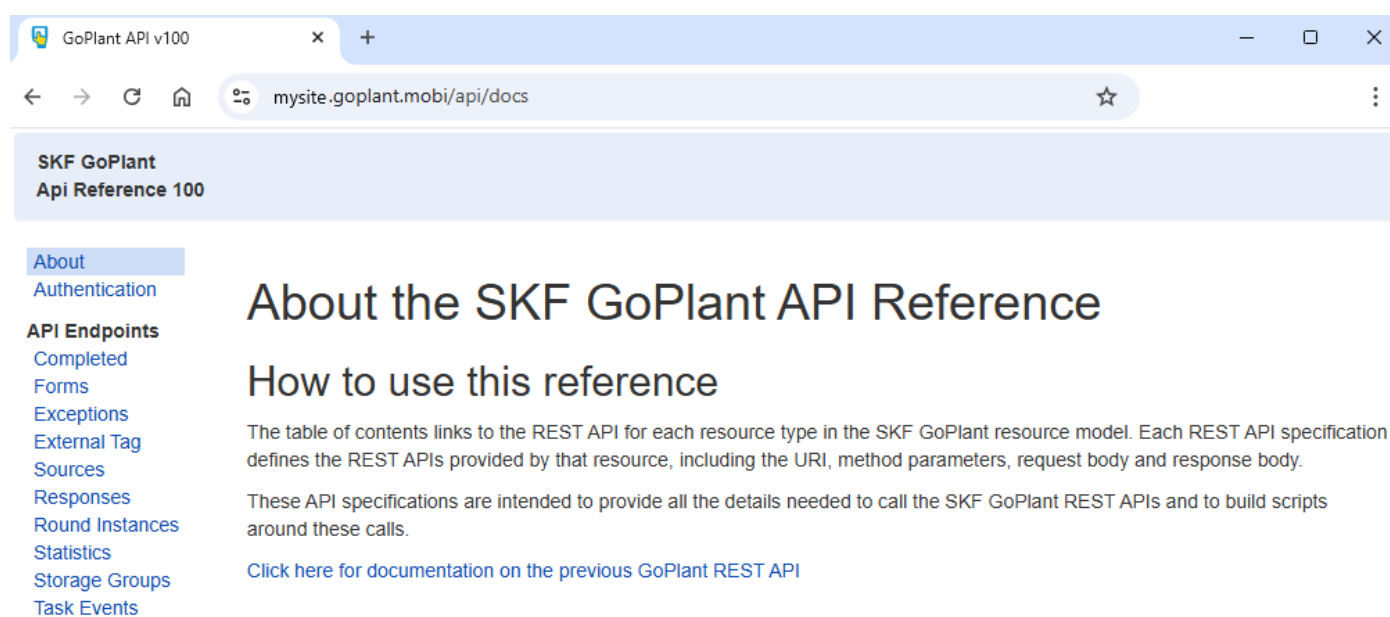 GoPlant API v100
mysite.goplant.mobi/api/docs
SKF GoPlant
Api Reference 100
About
Authentication
API Endpoints
Completed
Forms
Exceptions
External Tag
Sources
Responses
Round Instances
Statistics
Storage Groups
Task Events
About the SKF GoPlant API Reference
How to use this reference
The table of contents links to the REST API for each resource type in the SKF GoPlant resource model. Each REST API specification
defines the REST APIs provided by that resource, including the URI, method parameters, request body and response body.
These API specifications are intended to provide all the details needed to call the SKF GoPlant REST APIs and to build scripts
around these calls.
Click here for documentation on the previous GoPlant REST API